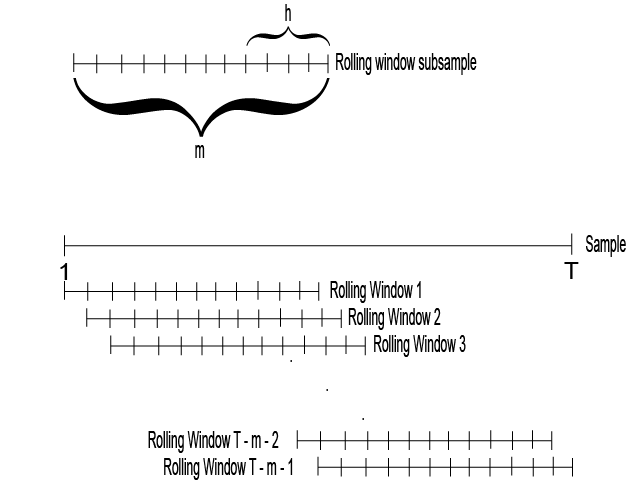 h
Rolling window subsample
m
Sample
1
T
Rolling Window 1
Rolling Window 2
Rolling Window 3
Rolling Window T - m - 2
Rolling Window T - m - 1